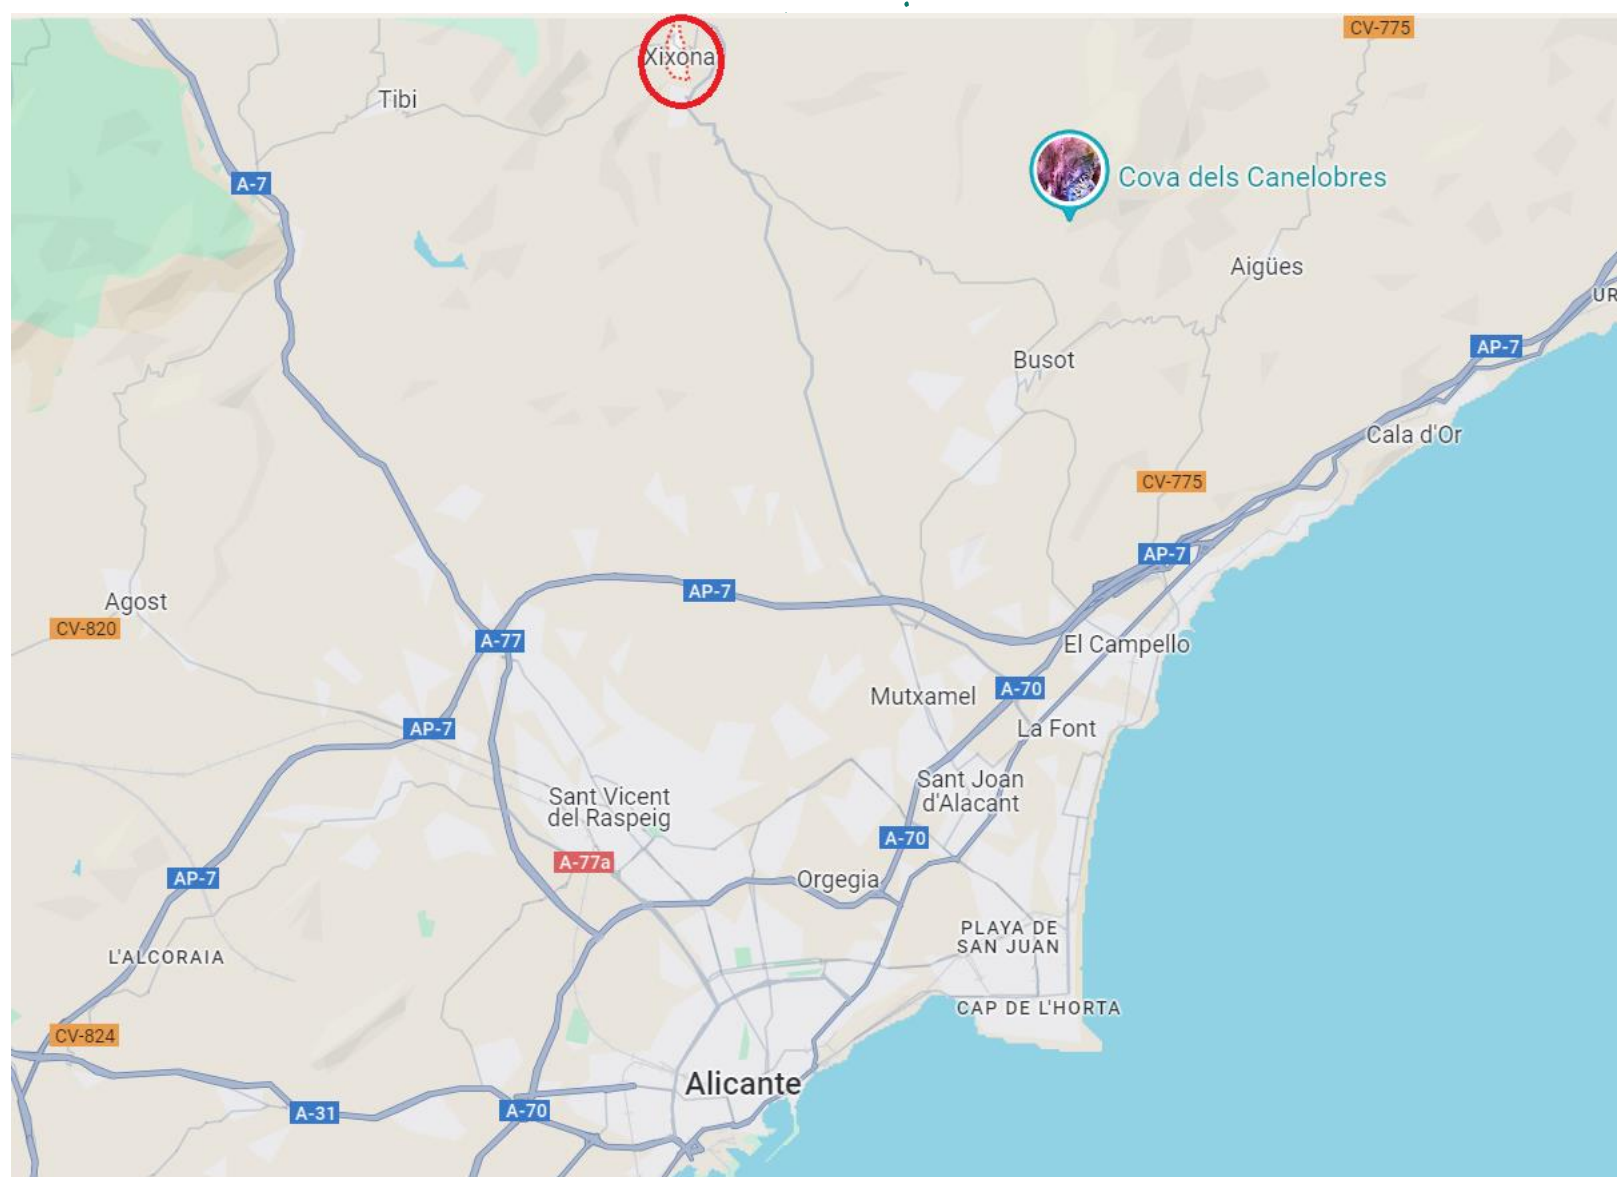 CV-775
Xixona
Tibi
A-7
Cova dels Canelobres
Aigües
UR
AP-7
Busot
Cala d'Or
CV-775
AP-7
AP-7
Agost
CV-820
A-77
El Campello
Mutxamel
A-70
AP-7
La Font
Sant Joan
d'Alacant
Sant Vicent
del Raspeig
A-70
A-77a
AP-7
Orgegia
PLAYA DE
SAN JUAN
L'ALCORAIA
CAP DE L'HORTA
CV-824
Alicante
A-31
A-70